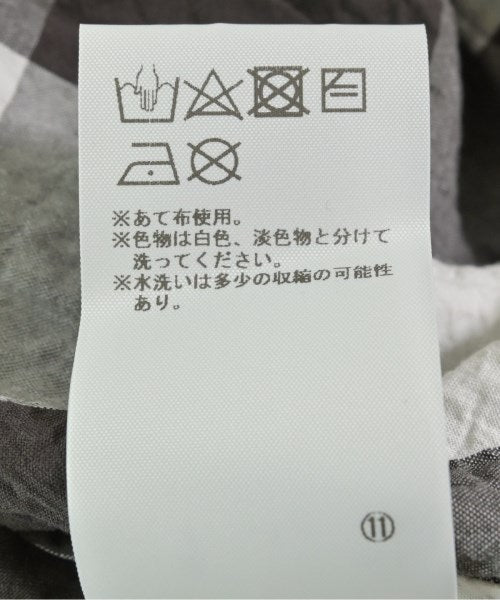 ※あて布使用。
※色物は白色、淡色物と分けて
洗ってください。
※水洗いは多少の収縮の可能性
あり。
⑪